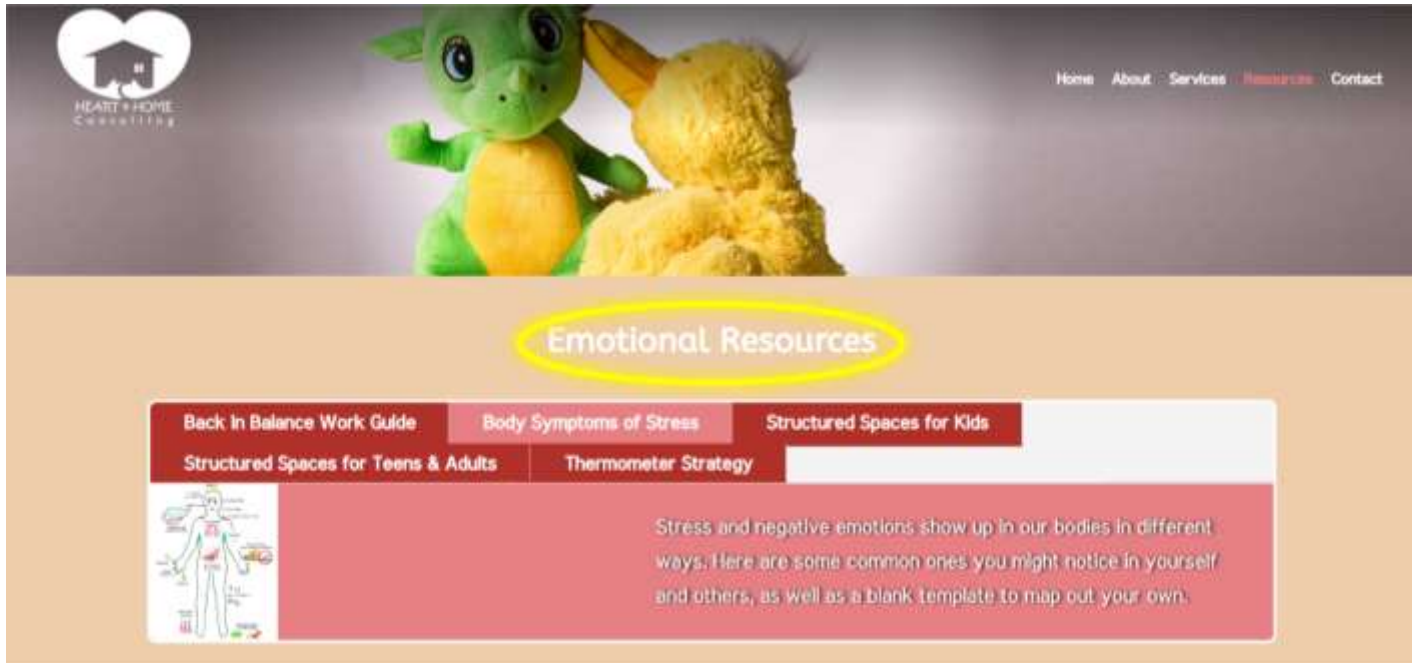 HEART + HOME
Consulting
Home About Services Resources Contact
Emotional Resources
Back In Balance Work Guide Body Symptoms of Stress Structured Spaces for Kids
Structured Spaces for Teens & Adults Thermometer Strategy
Stress and negative emotions show up in our bodies in different
ways. Here are some common ones you might notice in yourself
and others, as well as a blank template to map out your own.